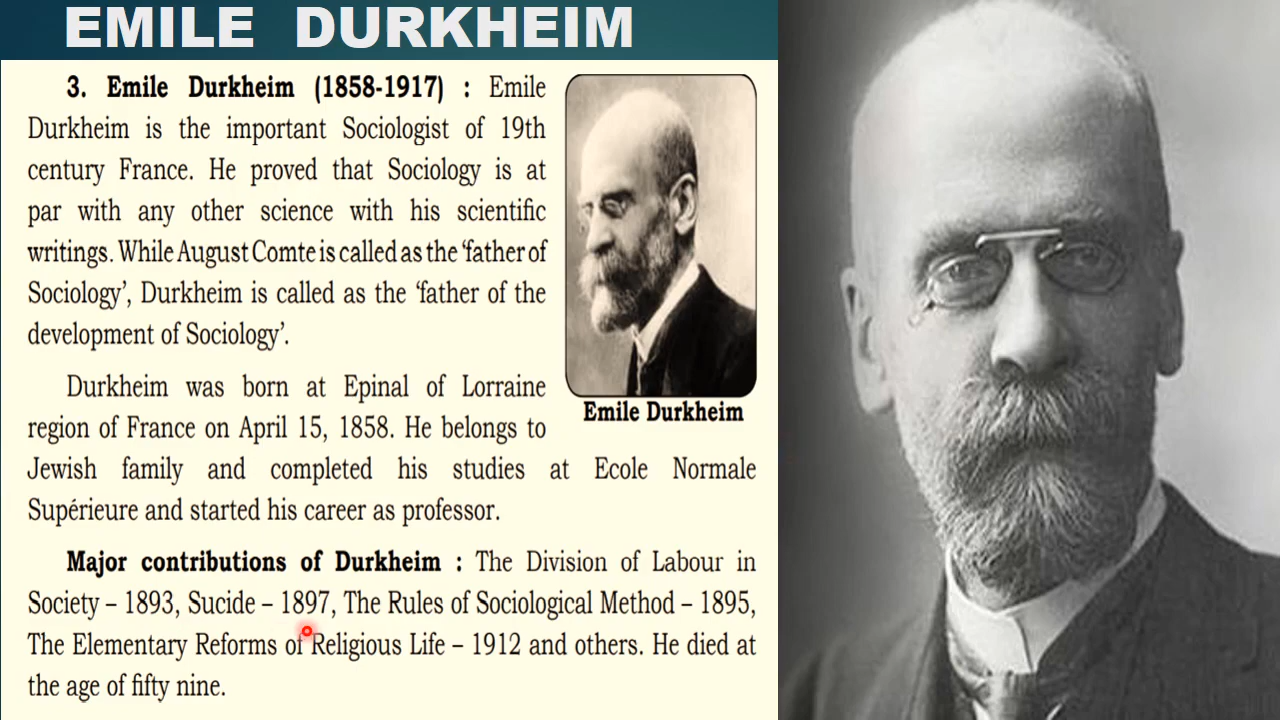 EMILE DURKHEIM
3. Emile Durkheim (1858-1917) : Emile
Durkheim is the important Sociologist of 19th
century France. He proved that Sociology is at
par with any other science with his scientific
writings. While August Comte is called as the ‘father of
Sociology’, Durkheim is called as the ‘father of the
development of Sociology’.
Durkheim was born at Epinal of Lorraine
region of France on April 15, 1858. He belongs to
Jewish family and completed his studies at Ecole Normale
Supérieure and started his career as professor.
Emile Durkheim
Major contributions of Durkheim : The Division of Labour in
Society – 1893, Sucide – 1897, The Rules of Sociological Method – 1895,
The Elementary Reforms of Religious Life – 1912 and others. He died at
the age of fifty nine.